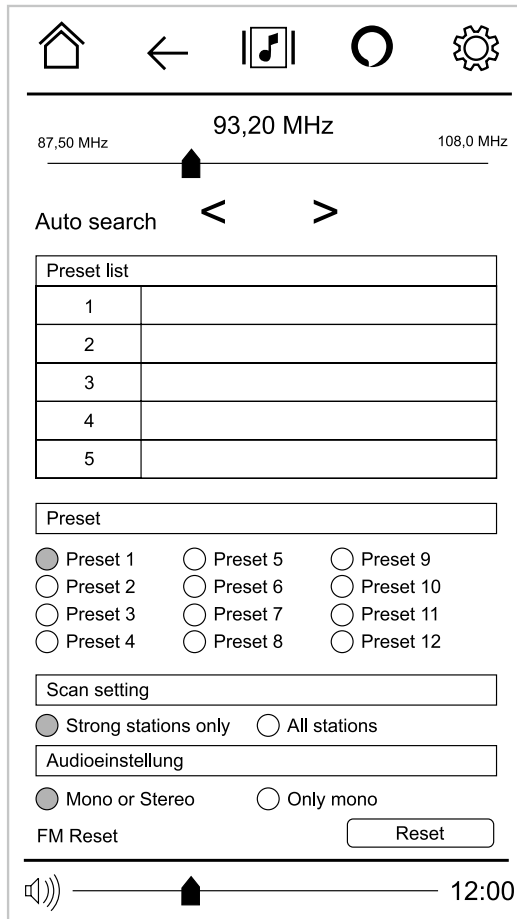 93,20 MHz
87,50 MHz 108,0 MHz
Auto search < >
Preset list
1
2
3
4
5
Preset
Preset 1 Preset 5 Preset 9
Preset 2 Preset 6 Preset 10
Preset 3 Preset 7 Preset 11
Preset 4 Preset 8 Preset 12
Scan setting
Strong stations only All stations
Audioeinstellung
Mono or Stereo Only mono
FM Reset Reset
12:00